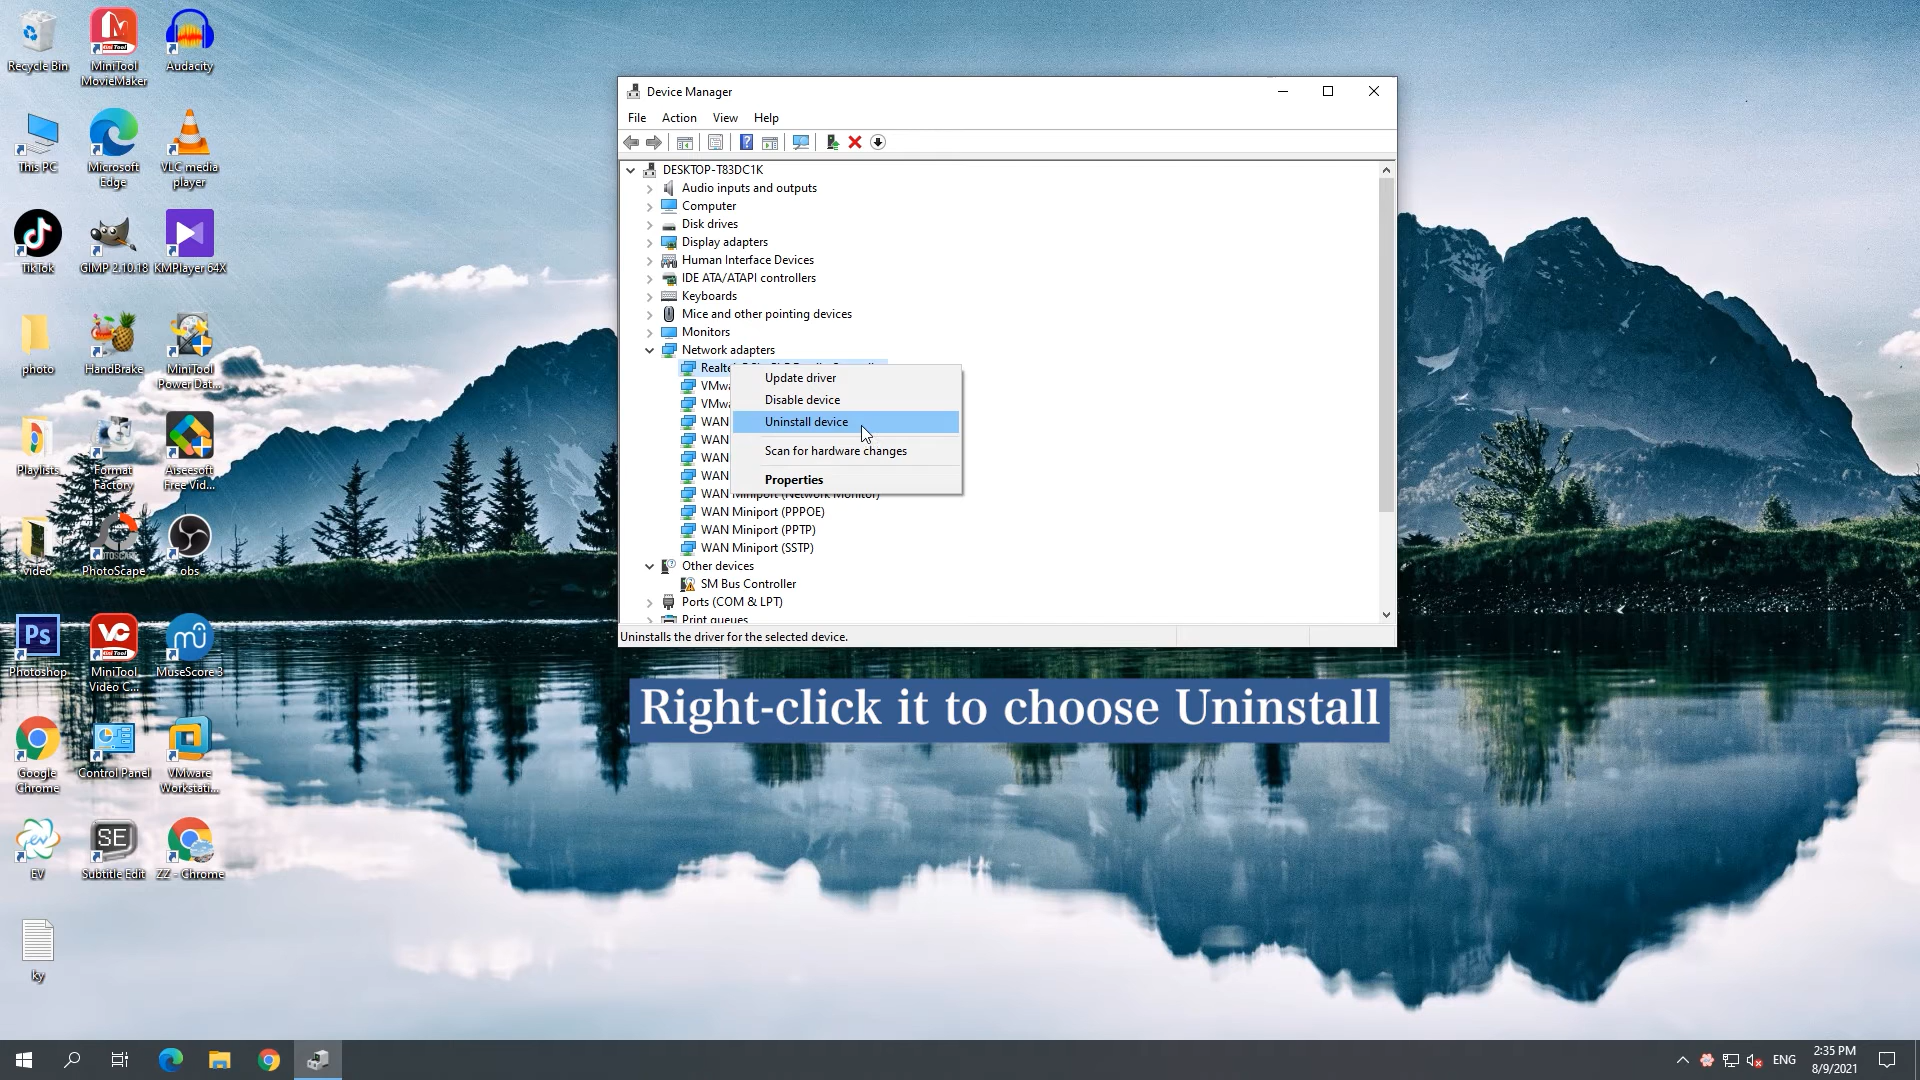 Recycle Bin
MiniTool
MovieMaker
Audacity
This PC
Microsoft
Edge
VLC media
player
TikTok
GIMP 2.10.18
KMPlayer 64X
photo
HandBrake
MiniTool
Power Dat...
Playlists
Format
Factory
Aiseesoft
Free Vid...
video
PhotoScape
obs
Photoshop
MiniTool
Video C...
MuseScore 3
Google
Chrome
Control Panel
VMware
Workstati...
EV
Subtitle Edit
ZZ - Chrome
ky
Device Manager
File Action View Help
DESKTOP-T83DC1K
Audio inputs and outputs
Computer
Disk drives
Display adapters
Human Interface Devices
IDE ATA/ATAPI controllers
Keyboards
Mice and other pointing devices
Monitors
Network adapters
WAN
WAN
WAN
WAN
WAN Miniport (Network Monitor)
WAN Miniport (PPPOE)
WAN Miniport (PPTP)
WAN Miniport (SSTP)
Other devices
SM Bus Controller
Ports (COM & LPT)
Print queues
Update driver
Disable device
Uninstall device
Scan for hardware changes
Properties
Uninstalls the driver for the selected device.
Right-click it to choose Uninstall
ENG
2:35 PM
8/9/2021